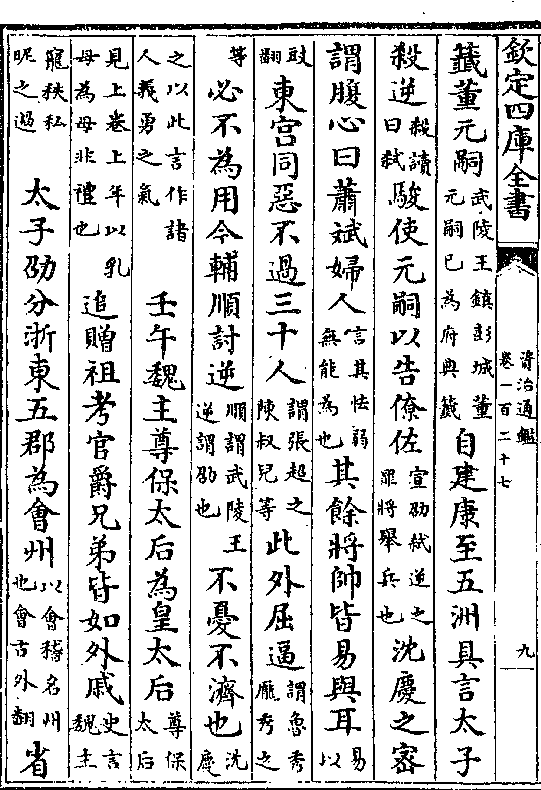 欽定四庫全書
資治通鑑
卷一百二十七
九
籤董元嗣武陵王鎮彭城董元嗣已為府典籤自建康至五洲具言太子
殺逆殺讀曰弑駿使元嗣以告僚佐宣劭弑逆之罪將舉兵也沈慶之密
謂腹心曰蕭斌婦人言其怯弱無能為也其餘將帥皆易與耳易以
豉翻東宫同惡不過三十人謂張超之陳叔兒等此外屈逼謂魯秀龐秀之
等必不為用今輔順討逆順謂武陵王逆謂劭也不憂不濟也沈慶
之以此言作諸人義勇之氣壬午魏主尊保太后為皇太后尊保太后
見上卷上年以乳母為母非禮也追贈祖考官爵兄弟皆如外戚史言魏主
寵秩私昵之過太子劭分浙東五郡為會州以會稽名州也會古外翻省